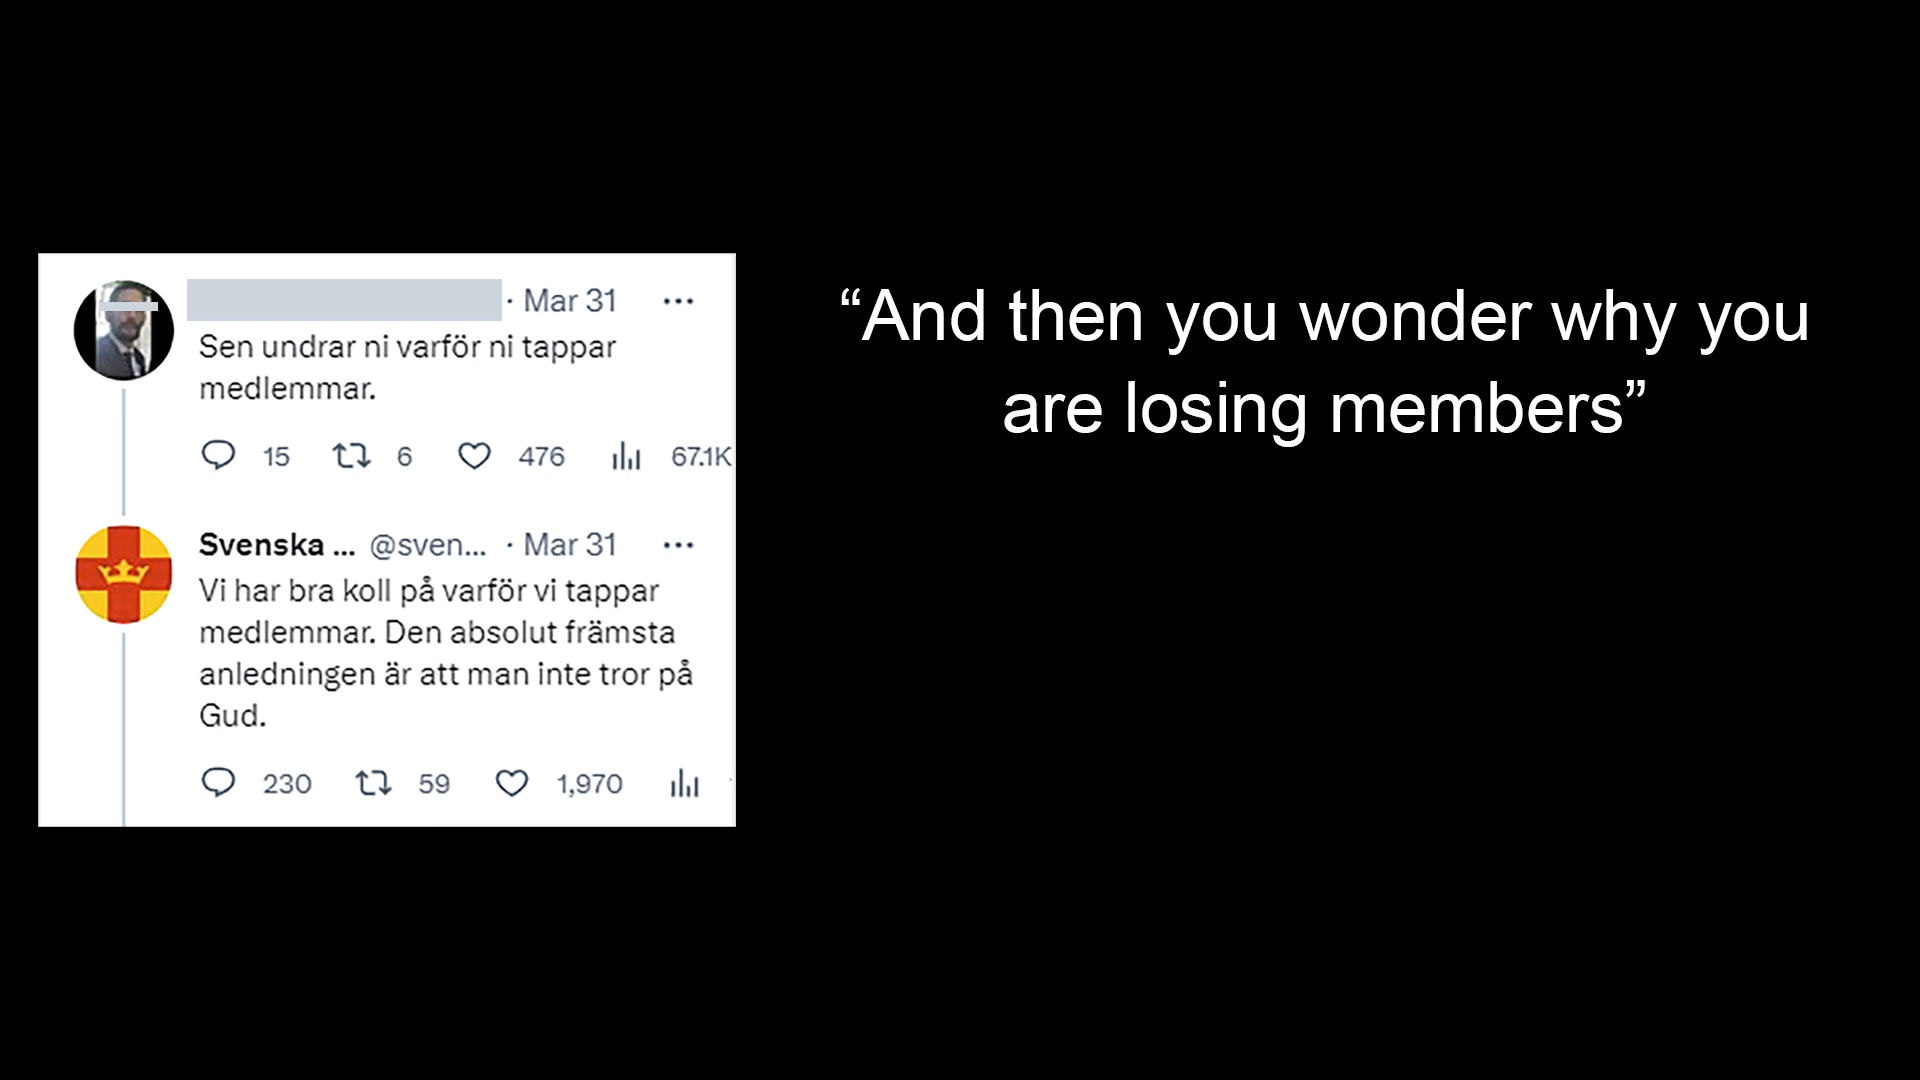 · Mar 31 ...
Sen undrar ni varför ni tappar
medlemmar.
15 6 476 67.1K
Svenska ... @sven... · Mar 31 ...
Vi har bra koll på varför vi tappar
medlemmar. Den absolut främsta
anledningen är att man inte tror på
Gud.
230 59 1,970
“And then you wonder why you
are losing members”